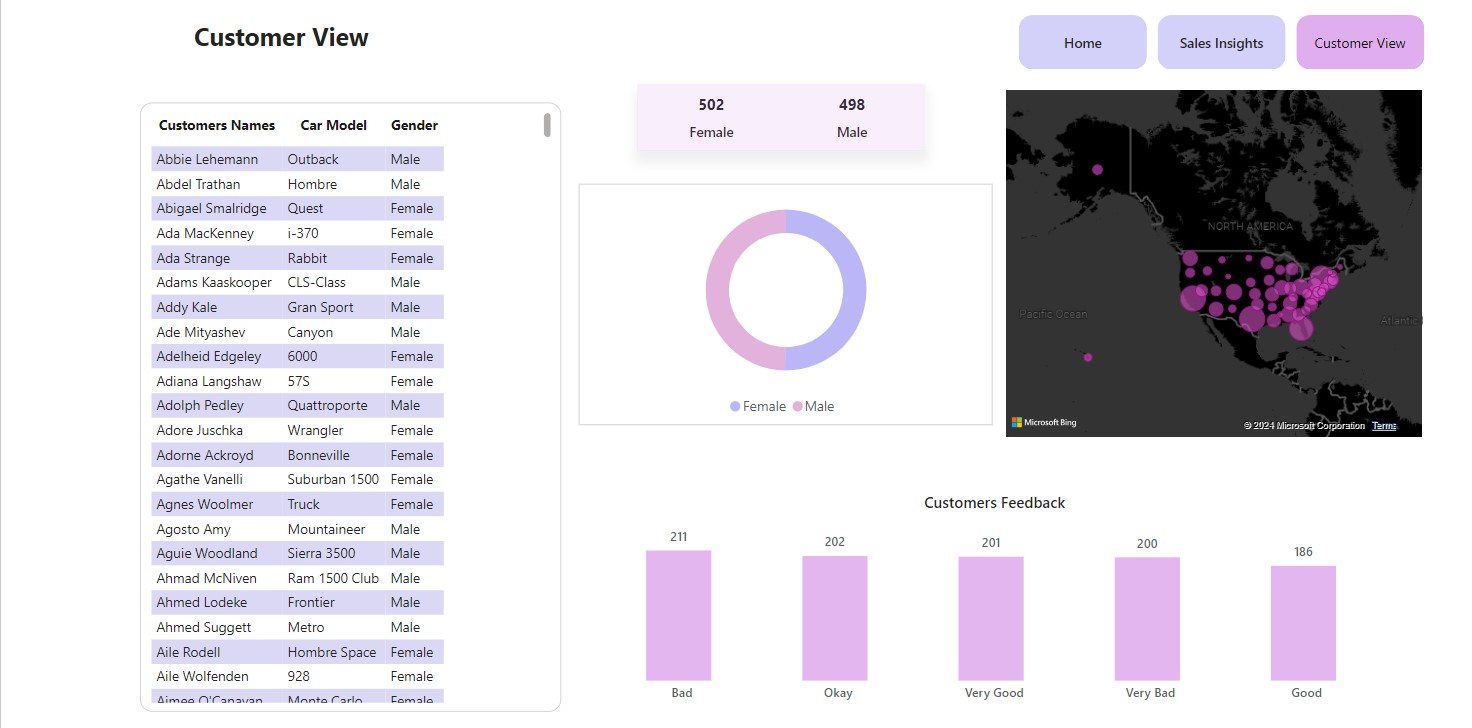 Customer View
Home
Sales Insights
Customer View
Customers Names Car Model Gender
Abbie Lehemann Outback Male
Abdel Trathan Hombre Male
Abigael Smalridge Quest Female
Ada MacKenney i-370 Female
Ada Strange Rabbit Female
Adams Kaaskooper CLS-Class Male
Addy Kale Gran Sport Male
Ade Mityashev Canyon Male
Adelheid Edgeley 6000 Female
Adiana Langshaw 57S Female
Adolph Pedley Quattroporte Male
Adore Juschka Wrangler Female
Adorne Ackroyd Bonneville Female
Agathe Vanelli Suburban 1500 Female
Agnes Woolmer Truck Female
Agosto Amy Mountaineer Male
Aguie Woodland Sierra 3500 Male
Ahmad McNiven Ram 1500 Club Male
Ahmed Lodeke Frontier Male
Ahmed Suggett Metro Male
Aile Rodell Hombre Space Female
Aile Wolfenden 928 Female
Aimee O'Canavan Monte Carlo Female
502 498
Female Male
Female Male
NORTH AMERICA
Pacific Ocean
Atlantic
Microsoft Bing
© 2024 Microsoft Corporation Terms
Customers Feedback
211 202 201 200 186
Bad Okay Very Good Very Bad Good